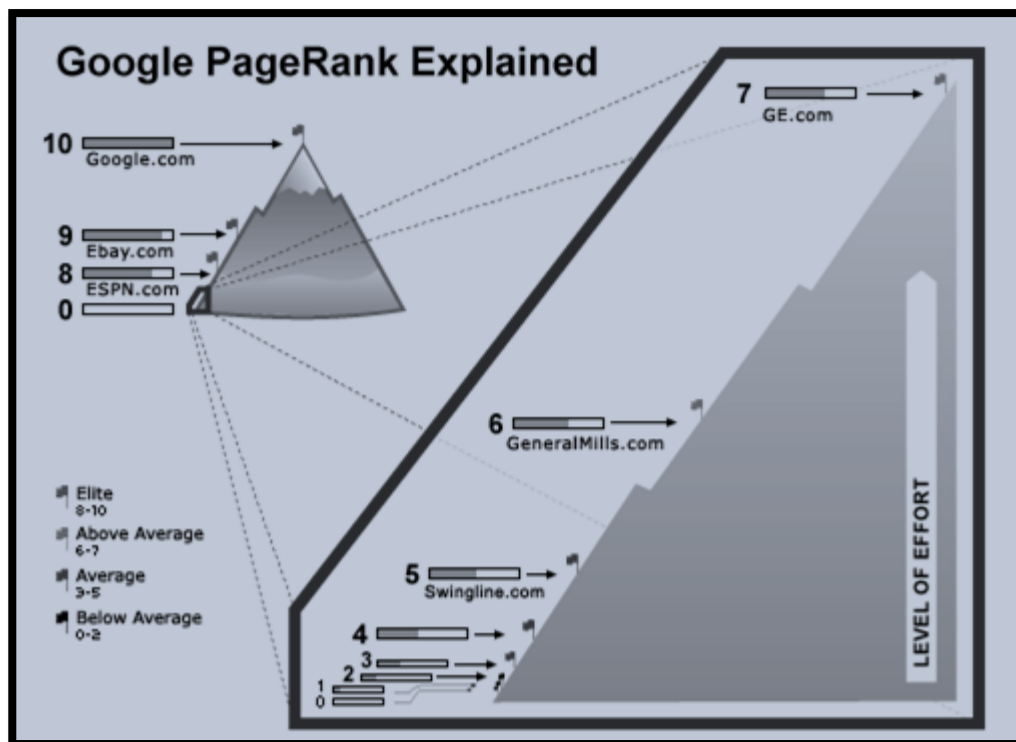 Google PageRank Explained
10
Google.com
9
Ebay.com
8
ESPN.com
0
7
GE.com
6
GeneralMills.com
5
Swingline.com
4
3
2
1
0
LEVEL OF EFFORT
Elite
8-10
Above Average
6-7
Average
3-5
Below Average
0-2